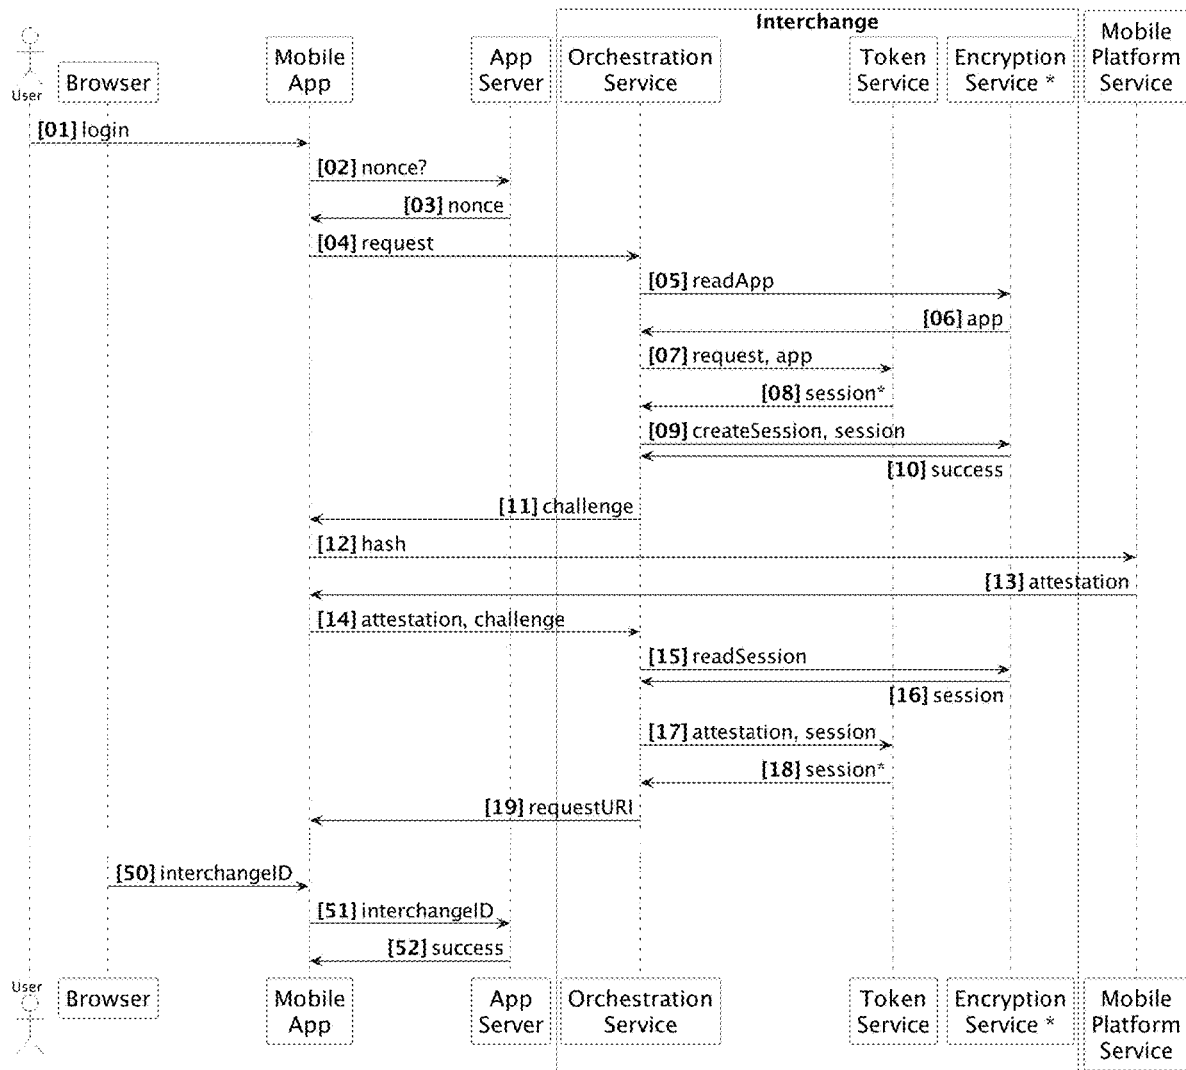 Interchange
User
Browser
Mobile
App
App
Server
Orchestration
Service
Token
Service
Encryption
Service *
Mobile
Platform
Service
[01] login
[02] nonce?
[03] nonce
[04] request
[05] readApp
[06] app
[07] request, app
[08] session*
[09] createSession, session
[10] success
[11] challenge
[12] hash
[13] attestation
[14] attestation, challenge
[15] readSession
[16] session
[17] attestation, session
[18] session*
[19] requestURI
[50] interchangeID
[51] interchangeID
[52] success
User
Browser
Mobile
App
App
Server
Orchestration
Service
Token
Service
Encryption
Service *
Mobile
Platform
Service